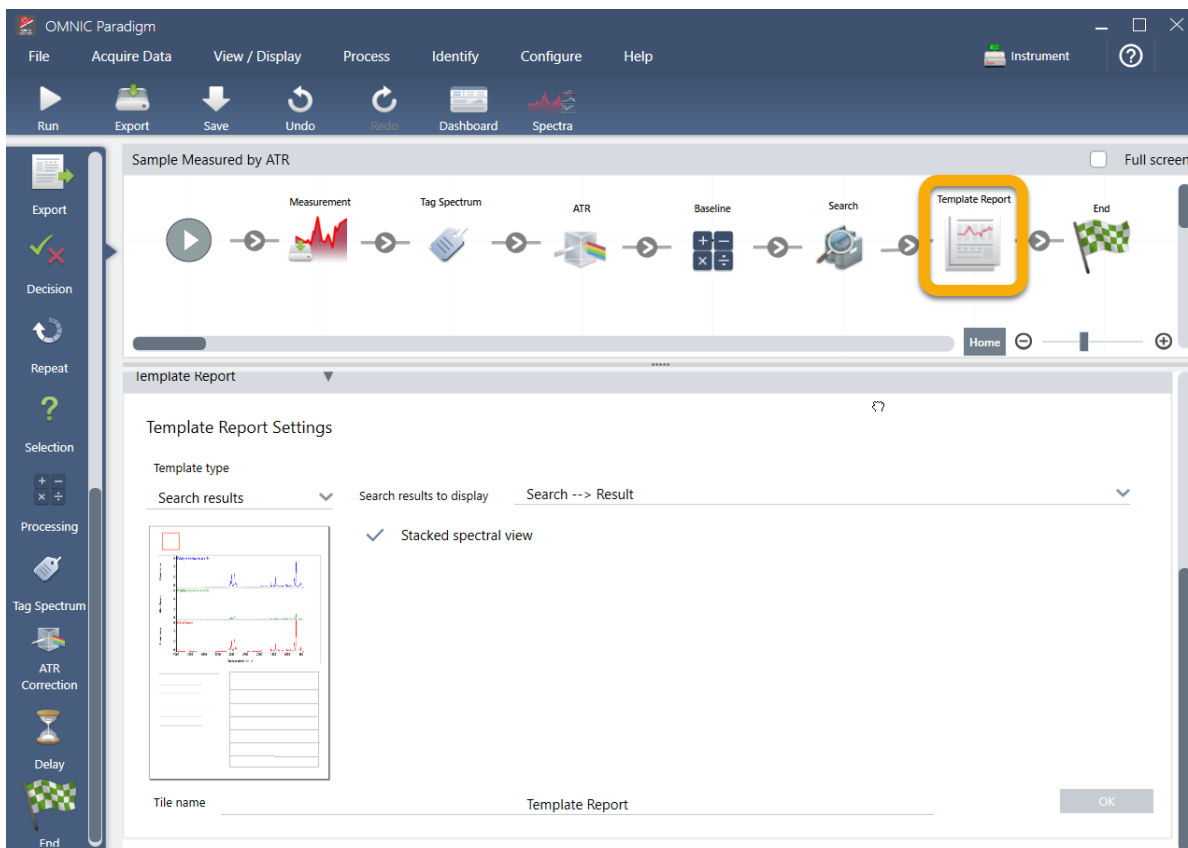 OMNIC Paradigm
File Acquire Data View / Display Process Identify Configure Help Instrument
Run Export Save Undo Redo Dashboard Spectra
Sample Measured by ATR Full screen
Export
Decision
Repeat
Selection
Processing
Tag Spectrum
ATR
Correction
Delay
End
Measurement Tag Spectrum ATR Baseline Search Template Report End
Home
Template Report
Template Report Settings
Template type
Search results Search results to display Search --> Result
Stacked spectral view
Tile name Template Report OK